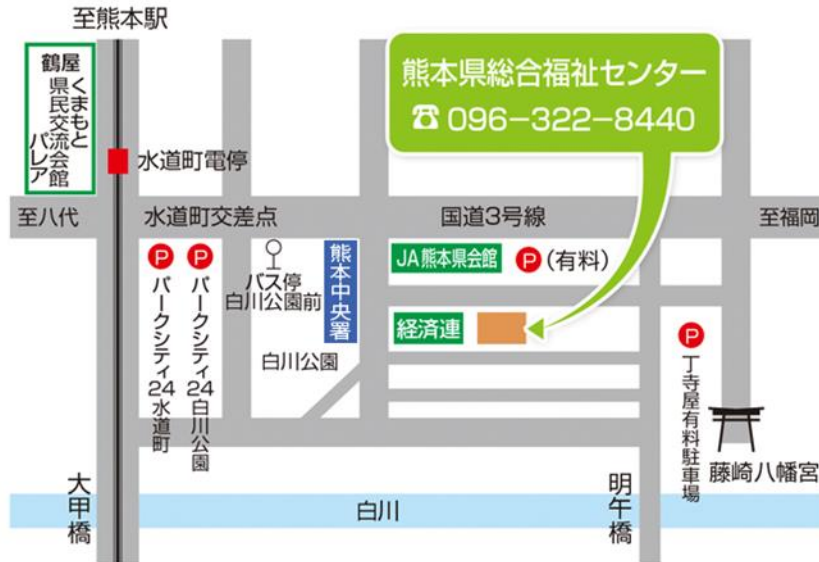 至熊本駅
鶴屋
くまもと
県民交流会館
パレア
水道町電停
熊本県総合福祉センター
☎ 096-322-8440
至八代
水道町交差点
国道3号線
至福岡
P
パークシティ24水道町
P
パークシティ24白川公園
バス停
白川公園前
熊本中央署
JA熊本県会館
P(有料)
経済連
白川公園
P
丁寺屋有料駐車場
藤崎八幡宮
大甲橋
白川
明午橋